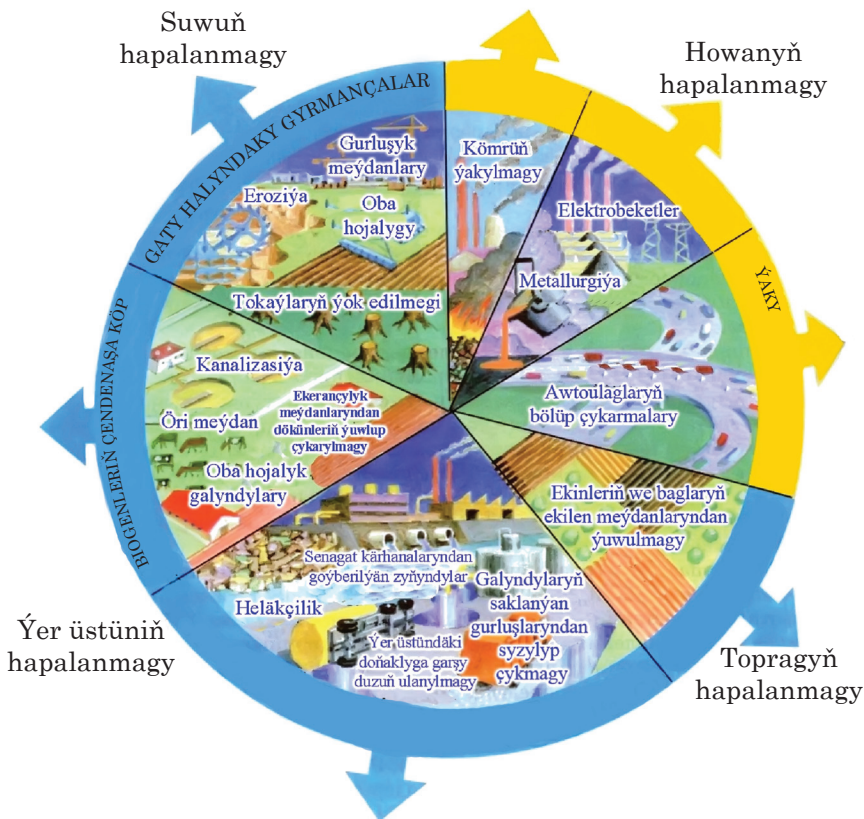 Suwuň
hapalanmagy
Howanyň
hapalanmagy
GATY HALYNDAKY GYRMANÇALAR
Gurluşyk
meýdanlary
Eroziýa
Oba
hojalygy
Tokaýlaryň ýok edilmegi
Kömrüň
ýakylmagy
Elektrobeketler
Metallurgiýa
ÝAKY
Awtoulaglaryň
bölüp çykarmalary
BIOGENLERIŇ ÇENDENAŞA KÖP
Kanalizasiýa
Öri meýdan
Ekerançylyk
meýdanlaryndan
dökünleriň ýuwlup
çykarylmagy
Oba hojalyk
galyndylary
Ekinleriň we baglaryň
ekilen meýdanlaryndan
ýuwulmagy
Senagat kärhanalaryndan
goýberilýän zyňyndylar
Heläkçilik
Ýer üstündäki
doňaklyga garşy
duzuň ulanylmagy
Galyndylaryň
saklanýan
gurluşlaryndan
syzylyp
çykmagy
Ýer üstüniň
hapalanmagy
Topragyň
hapalanmagy